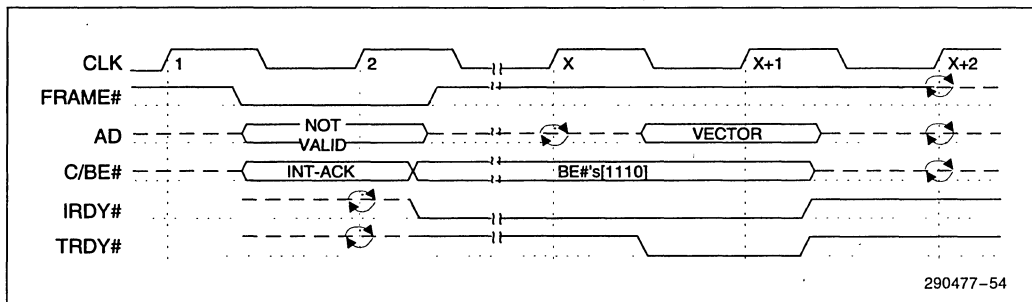 CLK 1 2 X X+1 X+2
FRAME#
AD NOT VALID VECTOR
C/BE# INT-ACK BE#'s[1110]
IRDY#
TRDY#
290477-54